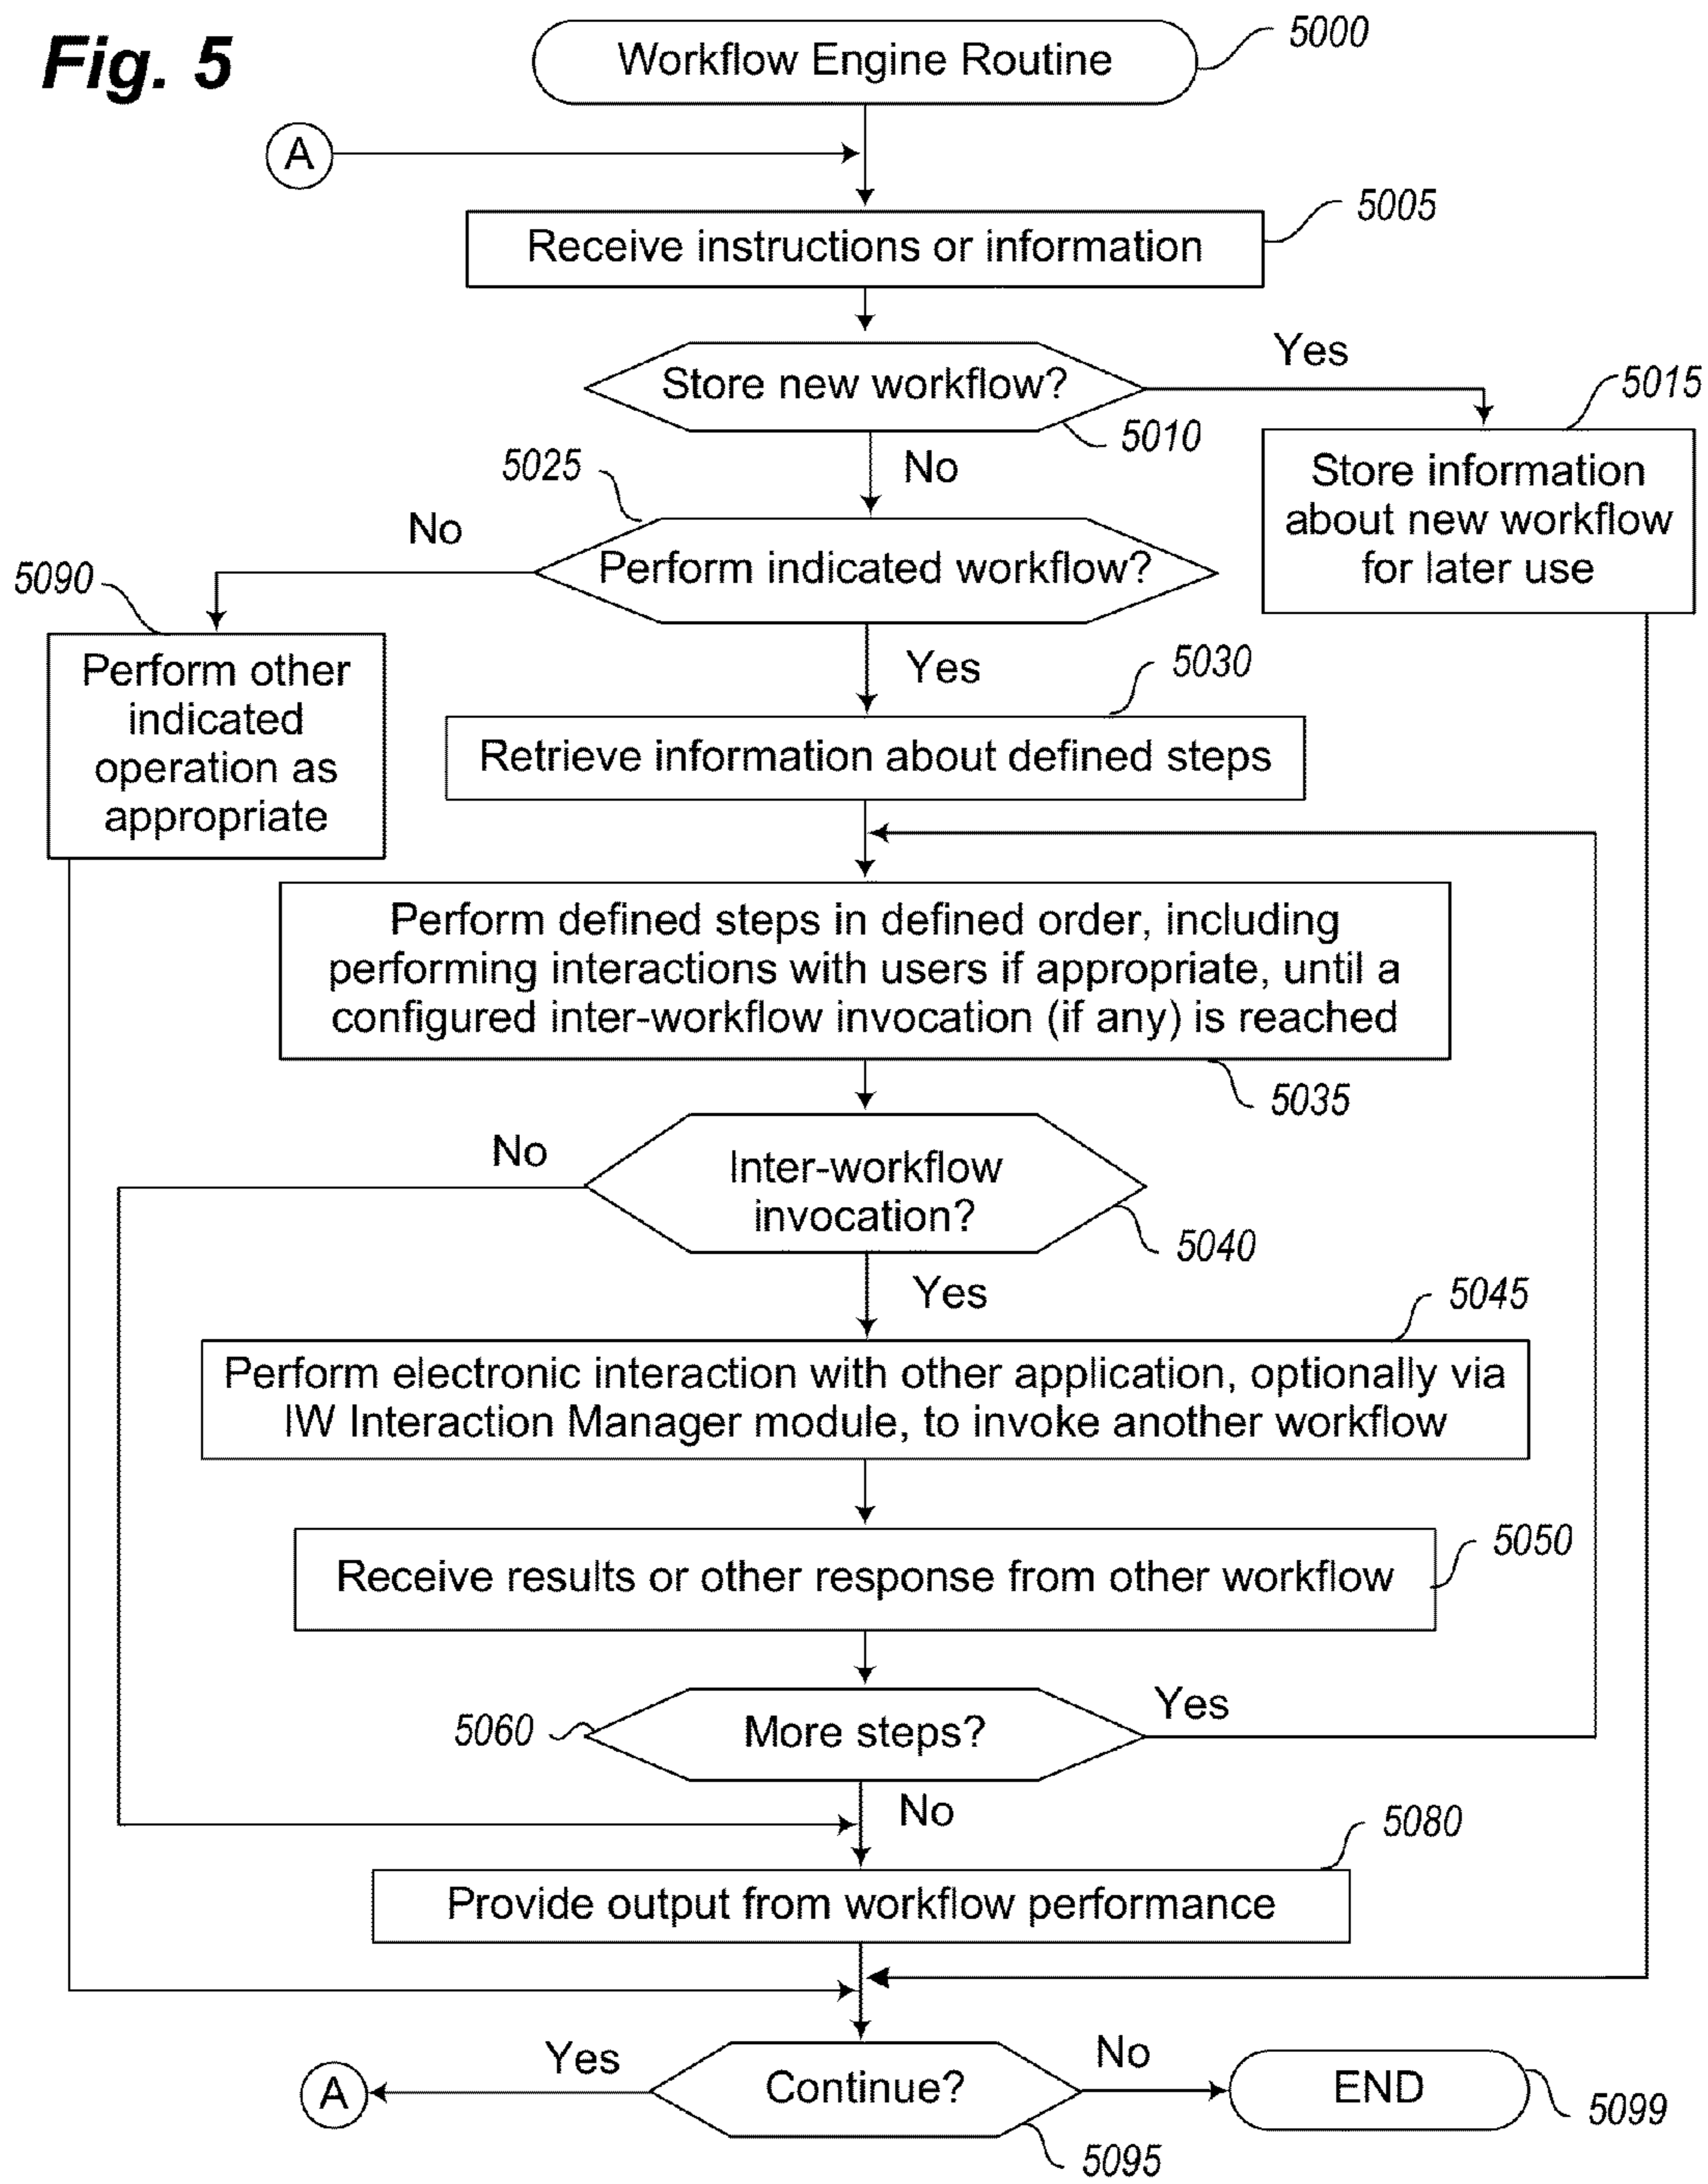 Fig. 5
Workflow Engine Routine
5000
A
5005
Receive instructions or information
Yes
Store new workflow?
5015
5010
Store information
about new workflow
for later use
No
5025
No
Perform indicated workflow?
5090
Perform other
indicated
operation as
appropriate
Yes
5030
Retrieve information about defined steps
Perform defined steps in defined order, including
performing interactions with users if appropriate, until a
configured inter-workflow invocation (if any) is reached
5035
No
Inter-workflow
invocation?
5040
Yes
5045
Perform electronic interaction with other application, optionally via
IW Interaction Manager module, to invoke another workflow
5050
Receive results or other response from other workflow
Yes
5060
More steps?
No
5080
Provide output from workflow performance
Yes
No
A
Continue?
END
5099
5095